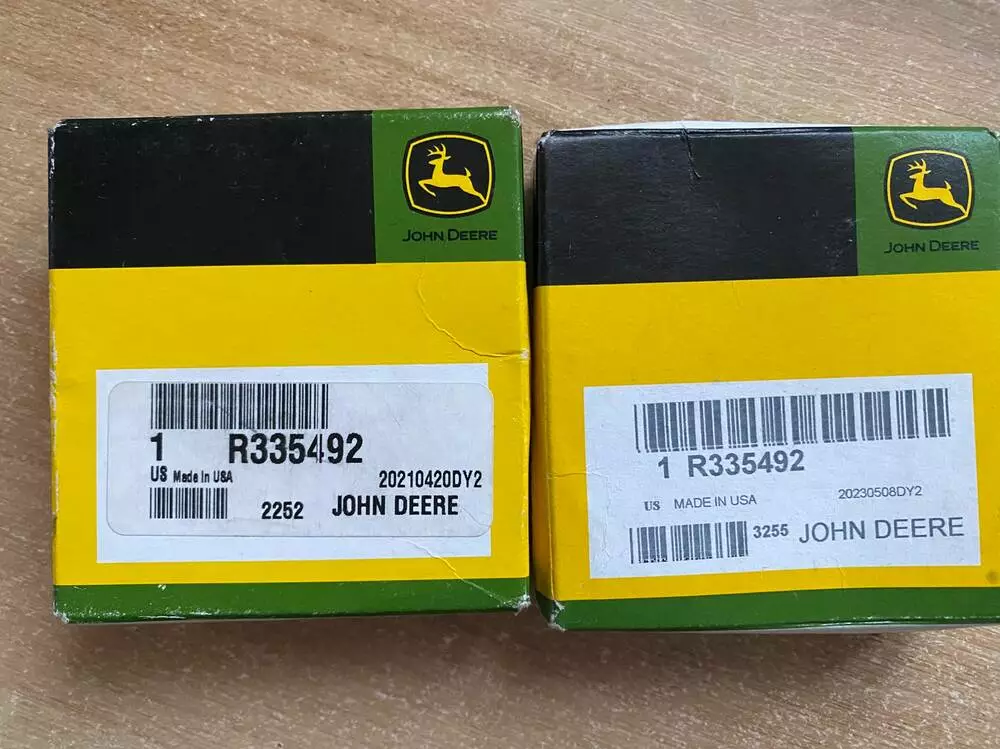 JOHN DEERE
1 R335492
US Made In USA
20210420DY2
2252 JOHN DEERE
JOHN DEERE
1 R335492
US MADE IN USA 20230508DY2
3255 JOHN DEERE